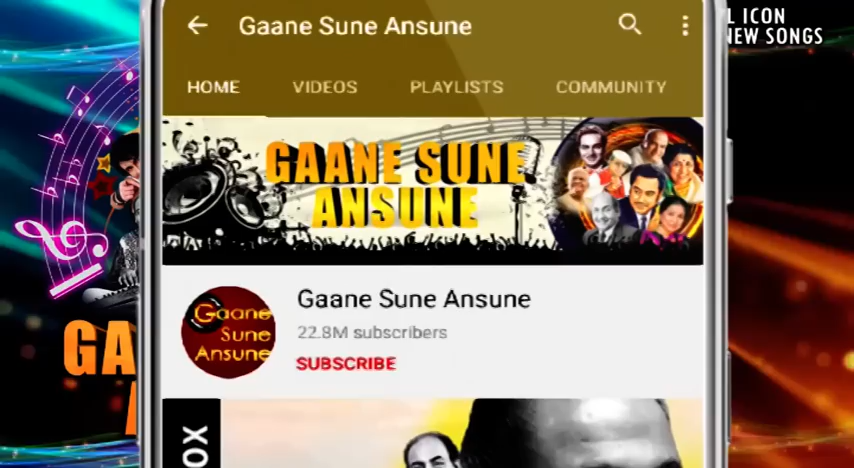 L ICON
NEW SONGS
Gaane Sune Ansune
HOME VIDEOS PLAYLISTS COMMUNITY
GAANE SUNE
ANSUNE
Gaane
Sune
Ansune
Gaane Sune Ansune
22.8M subscribers
SUBSCRIBE
GA
A
OX